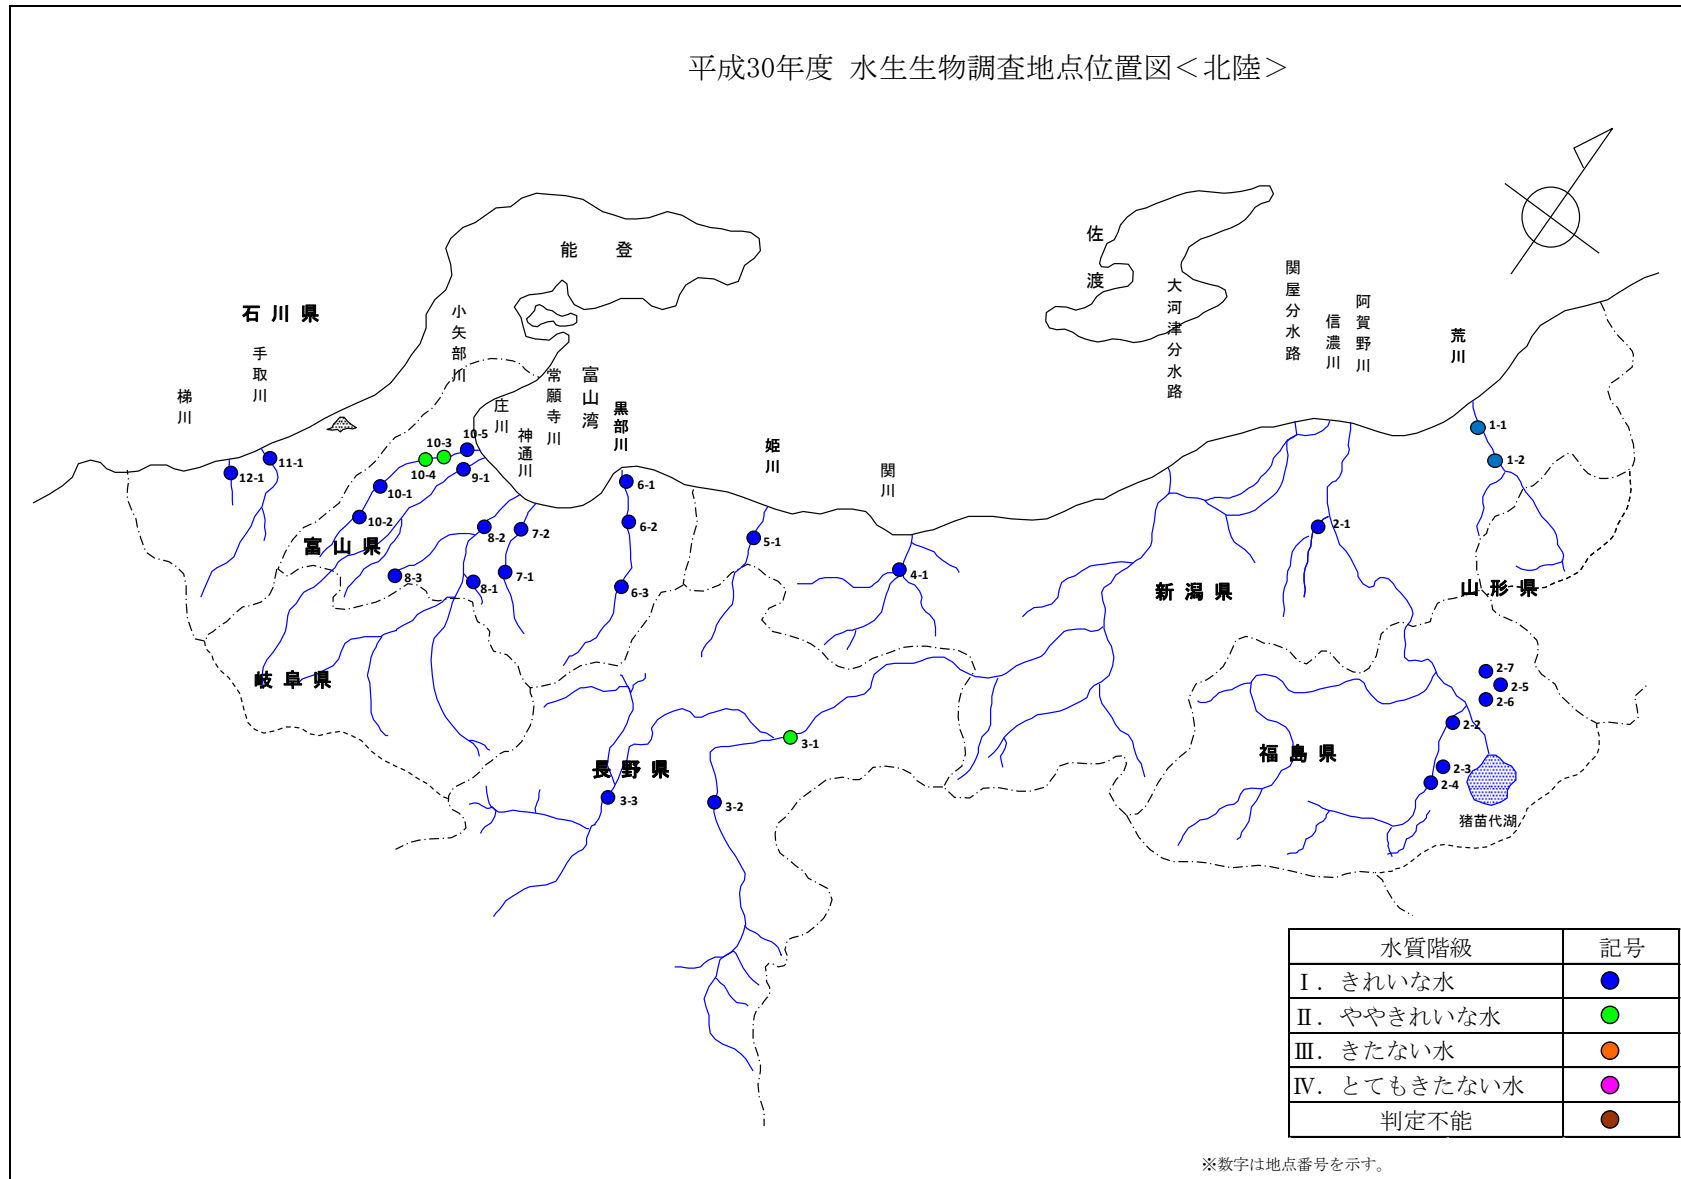 平成30年度 水生生物調査地点位置図＜北陸＞
能 登
佐渡
石川県
小矢部川
手取川
梯川
常願寺川
富山湾
庄川
神通川
黒部川
姫川
関川
大河津分水路
関屋分水路
信濃川
阿賀野川
荒川
1-1
1-2
10-3
10-5
10-4
9-1
11-1
12-1
10-1
10-2
富山県
8-2
7-2
8-3
8-1
7-1
6-1
6-2
6-3
5-1
4-1
2-1
新潟県
山形県
岐阜県
2-7
2-5
2-6
2-2
2-3
2-4
福島県
猪苗代湖
長野県
3-1
3-2
3-3
水質階級 記号
Ⅰ．きれいな水
Ⅱ．ややきれいな水
Ⅲ．きたない水
Ⅳ．とてもきたない水
判定不能
※数字は地点番号を示す。